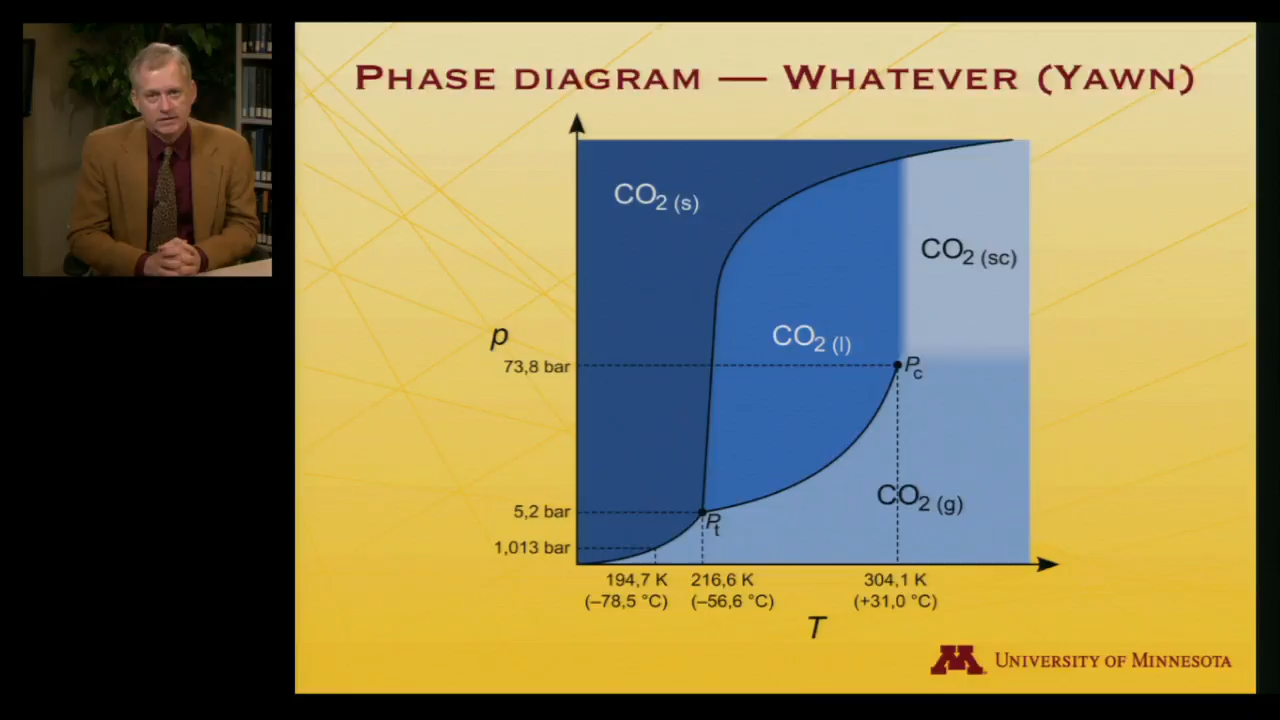 PHASE DIAGRAM — WHATEVER (YAWN)
CO2 (s)
CO2 (sc)
p
CO2 (l)
73,8 bar
Pc
CO2 (g)
5,2 bar
Pt
1,013 bar
194,7 K 216,6 K 304,1 K
(–78,5 °C) (–56,6 °C) (+31,0 °C)
T
M UNIVERSITY OF MINNESOTA